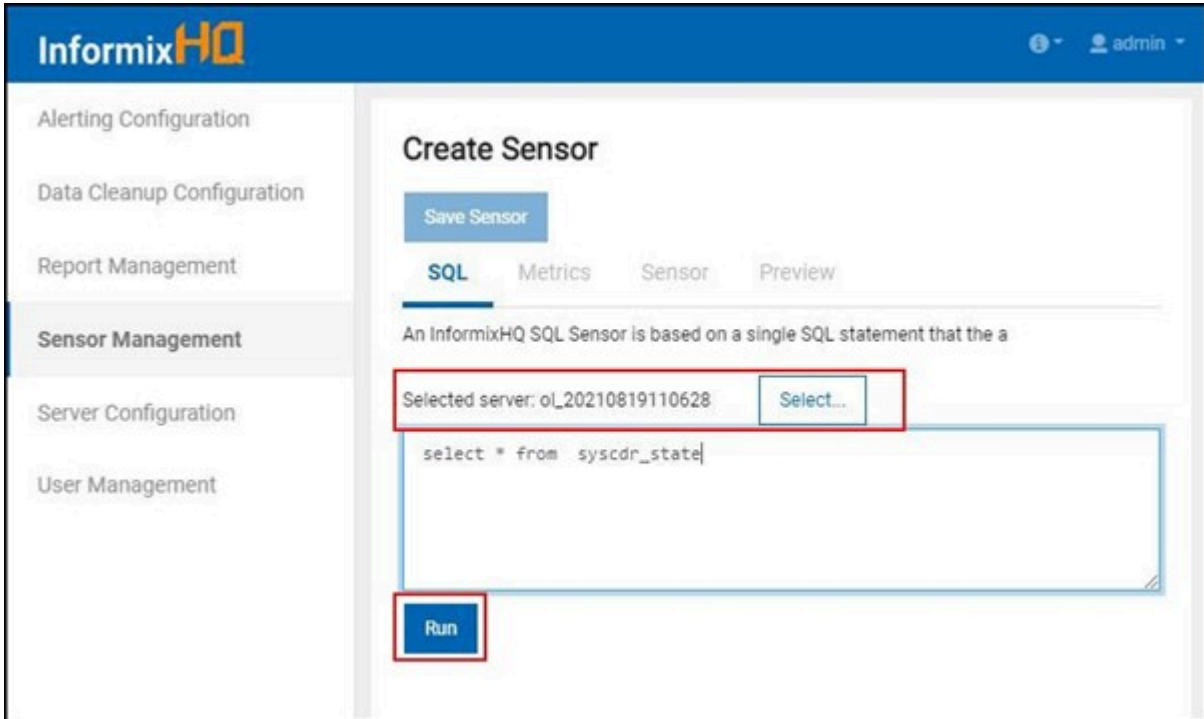 InformixHQ
admin
Alerting Configuration
Data Cleanup Configuration
Report Management
Sensor Management
Server Configuration
User Management
Create Sensor
Save Sensor
SQL Metrics Sensor Preview
An InformixHQ SQL Sensor is based on a single SQL statement that the a
Selected server: ol_20210819110628 Select...
select * from syscdr_state
Run